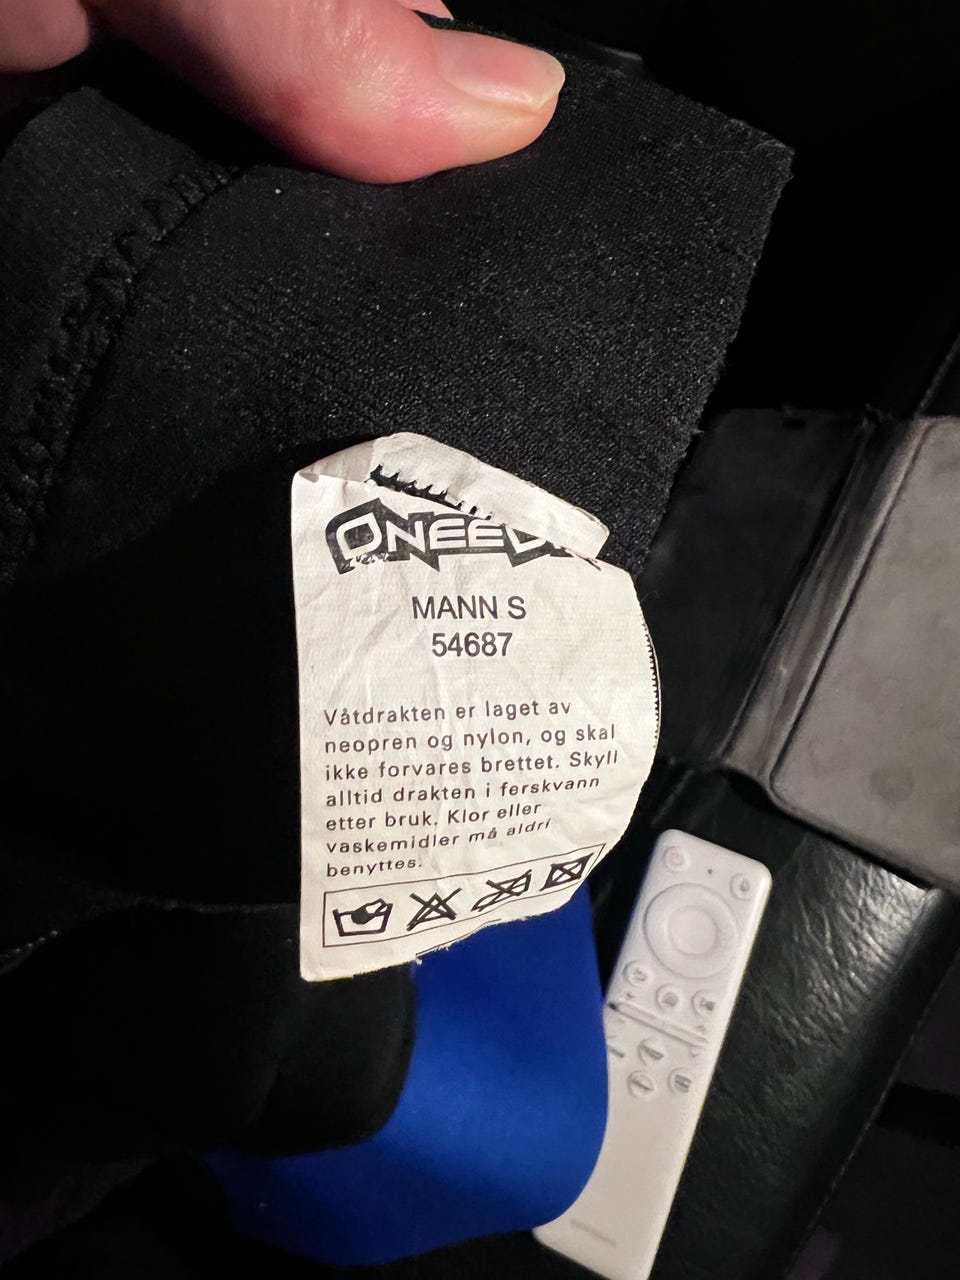 MANN S
54687
Våtdrakten er laget av
neopren og nylon, og skal
ikke forvares brettet. Skyll
alltid drakten i ferskvann
etter bruk. Klor eller
vaskemidler må aldri
benyttes.